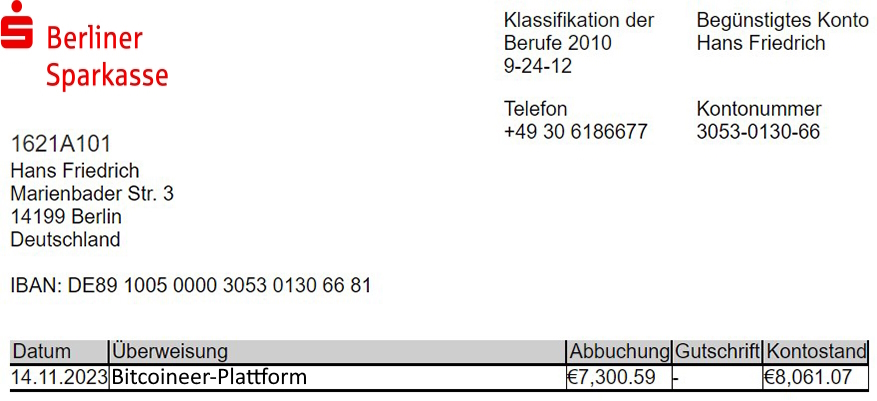 Berliner
Sparkasse
Klassifikation der
Berufe 2010
9-24-12
Begünstigtes Konto
Hans Friedrich
Telefon
+49 30 6186677
Kontonummer
3053-0130-66
1621A101
Hans Friedrich
Marienbader Str. 3
14199 Berlin
Deutschland
IBAN: DE89 1005 0000 3053 0130 66 81
Datum Überweisung Abbuchung Gutschrift Kontostand
14.11.2023 Bitcoineer-Plattform €7,300.59 - €8,061.07